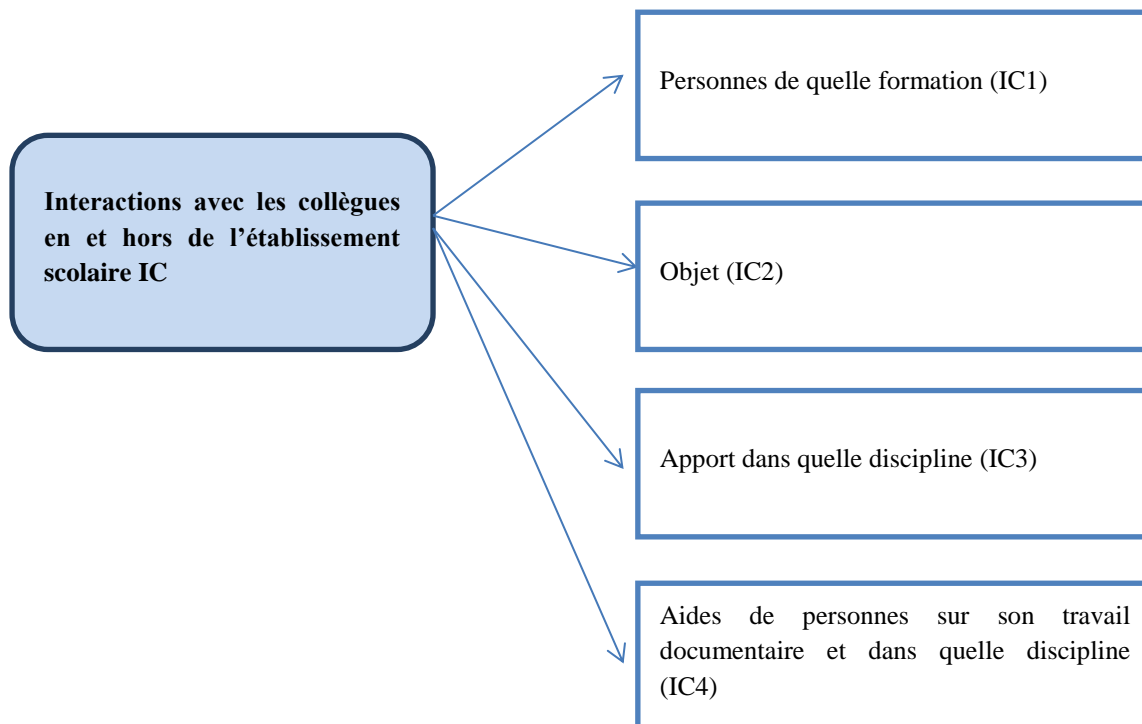 Personnes de quelle formation (IC1)
Interactions avec les collègues
en et hors de l’établissement
scolaire IC
Objet (IC2)
Apport dans quelle discipline (IC3)
Aides de personnes sur son travail
documentaire et dans quelle discipline
(IC4)